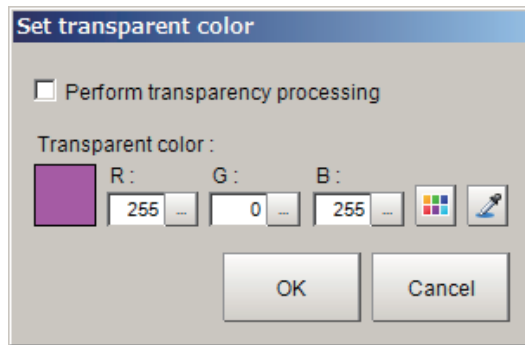 Set transparent color
Perform transparency processing
Transparent color :
R : G : B :
255 ... 0 ... 255 ...
OK Cancel